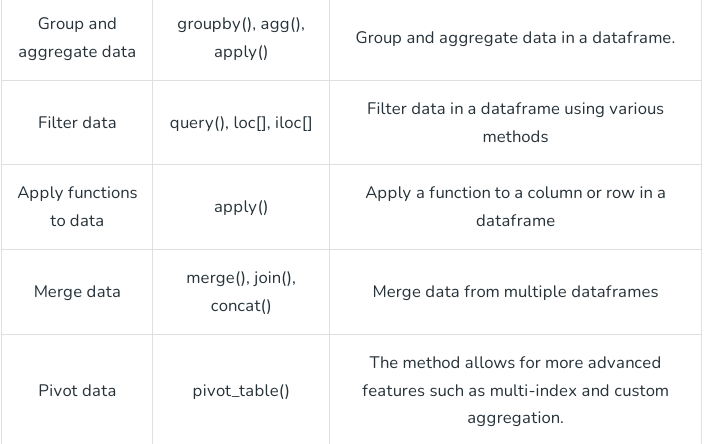 Group and
aggregate data
groupby(), agg(),
apply()
Group and aggregate data in a dataframe.
Filter data
query(), loc[], iloc[]
Filter data in a dataframe using various
methods
Apply functions
to data
apply()
Apply a function to a column or row in a
dataframe
Merge data
merge(), join(),
concat()
Merge data from multiple dataframes
Pivot data
pivot_table()
The method allows for more advanced
features such as multi-index and custom
aggregation.